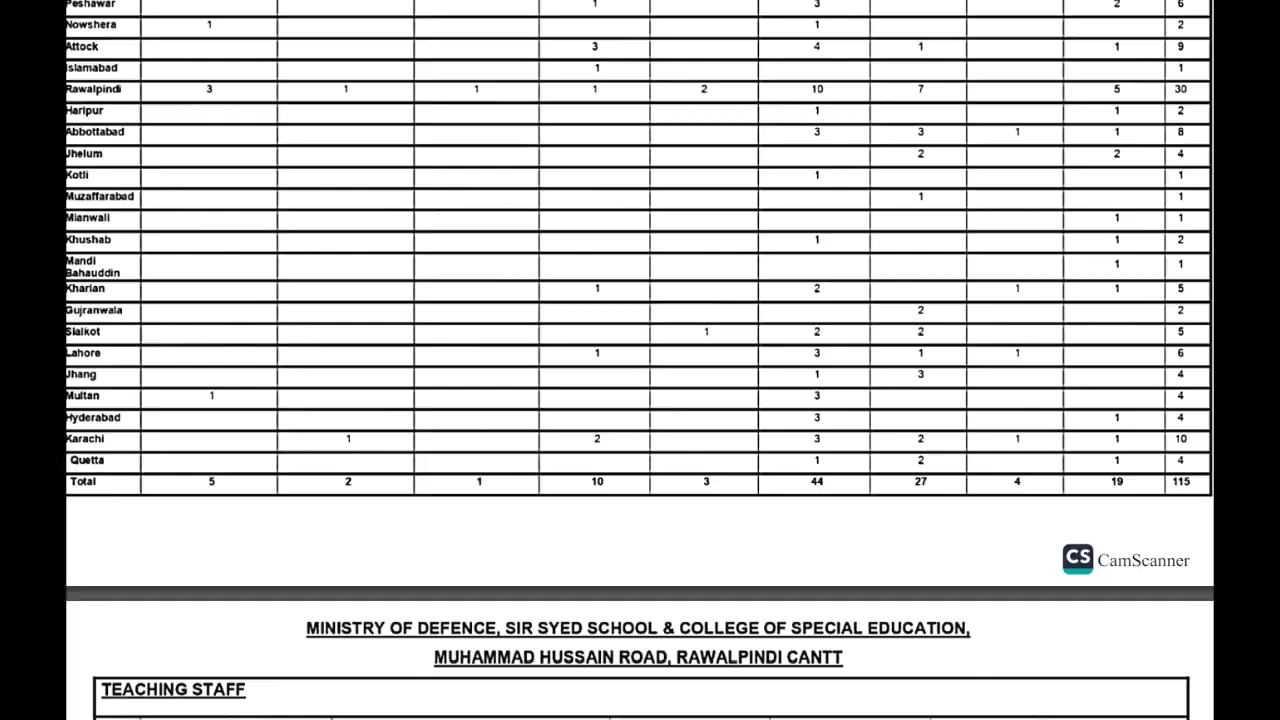 Peshawar 1 3 2 6
Nowshera 1 1 2
Attock 3 4 1 1 9
Islamabad 1 1
Rawalpindi 3 1 1 1 2 10 7 5 30
Haripur 1 1 2
Abbottabad 3 3 1 1 8
Jhelum 2 2 4
Kotli 1 1
Muzaffarabad 1 1
Mianwali 1 1
Khushab 1 1 2
Mandi
Bahauddin 1 1
Kharian 1 2 1 1 5
Gujranwala 2 2
Sialkot 1 2 2 5
Lahore 1 3 1 1 6
Jhang 1 3 4
Multan 1 3 4
Hyderabad 3 1 4
Karachi 1 2 3 2 1 1 10
Quetta 1 2 1 4
Total 5 2 1 10 3 44 27 4 19 115
CS CamScanner
MINISTRY OF DEFENCE, SIR SYED SCHOOL & COLLEGE OF SPECIAL EDUCATION,
MUHAMMAD HUSSAIN ROAD, RAWALPINDI CANTT
TEACHING STAFF